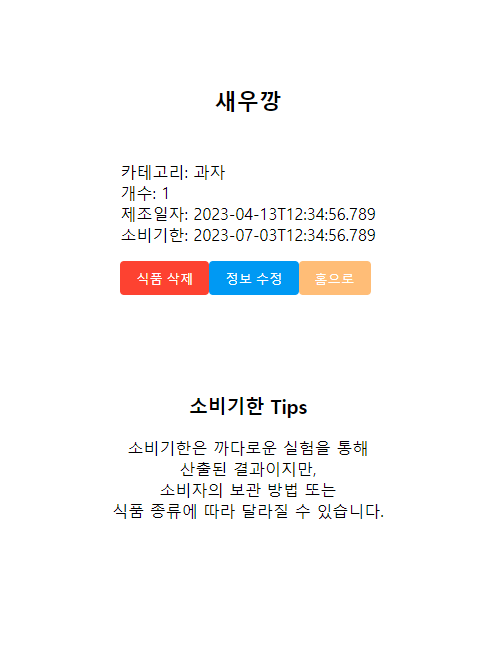 새우깡
카테고리: 과자
개수: 1
제조일자: 2023-04-13T12:34:56.789
소비기한: 2023-07-03T12:34:56.789
식품 삭제 정보 수정 홈으로
소비기한 Tips
소비기한은 까다로운 실험을 통해
산출된 결과이지만,
소비자의 보관 방법 또는
식품 종류에 따라 달라질 수 있습니다.